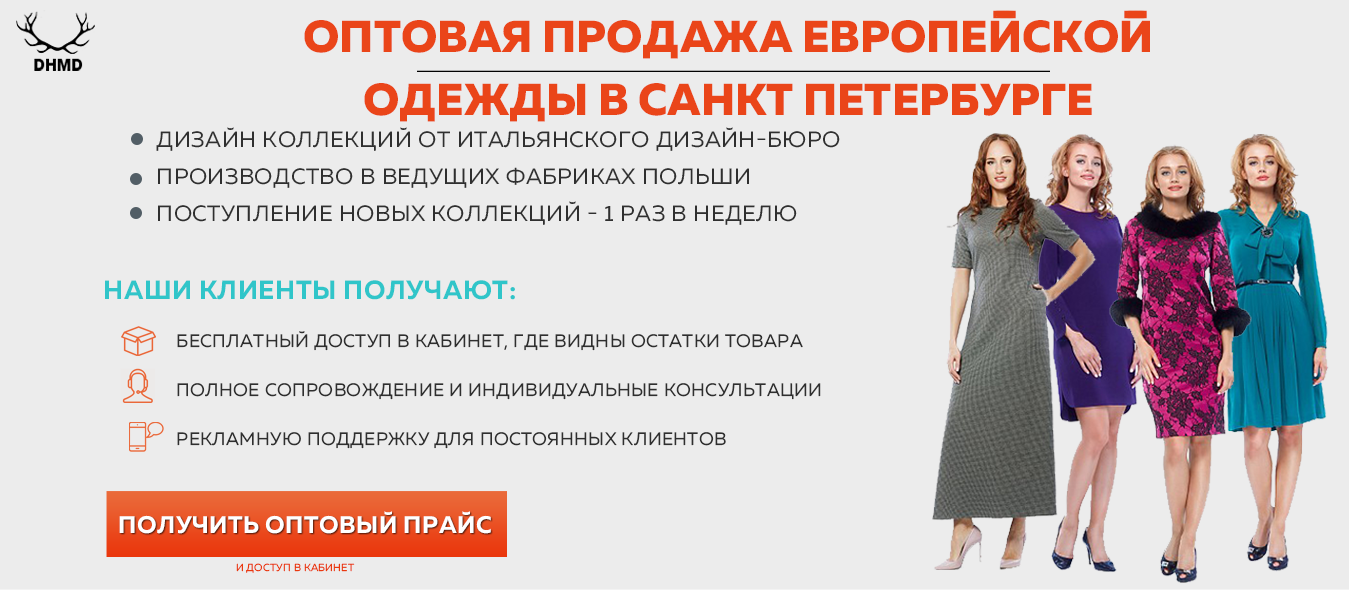 DHMD
ОПТОВАЯ ПРОДАЖА ЕВРОПЕЙСКОЙ
ОДЕЖДЫ В САНКТ ПЕТЕРБУРГЕ
ДИЗАЙН КОЛЛЕКЦИЙ ОТ ИТАЛЬЯНСКОГО ДИЗАЙН-БЮРО
ПРОИЗВОДСТВО В ВЕДУЩИХ ФАБРИКАХ ПОЛЬШИ
ПОСТУПЛЕНИЕ НОВЫХ КОЛЛЕКЦИЙ - 1 РАЗ В НЕДЕЛЮ
НАШИ КЛИЕНТЫ ПОЛУЧАЮТ:
БЕСПЛАТНЫЙ ДОСТУП В КАБИНЕТ, ГДЕ ВИДНЫ ОСТАТКИ ТОВАРА
ПОЛНОЕ СОПРОВОЖДЕНИЕ И ИНДИВИДУАЛЬНЫЕ КОНСУЛЬТАЦИИ
РЕКЛАМНУЮ ПОДДЕРЖКУ ДЛЯ ПОСТОЯННЫХ КЛИЕНТОВ
ПОЛУЧИТЬ ОПТОВЫЙ ПРАЙС
И ДОСТУП В КАБИНЕТ